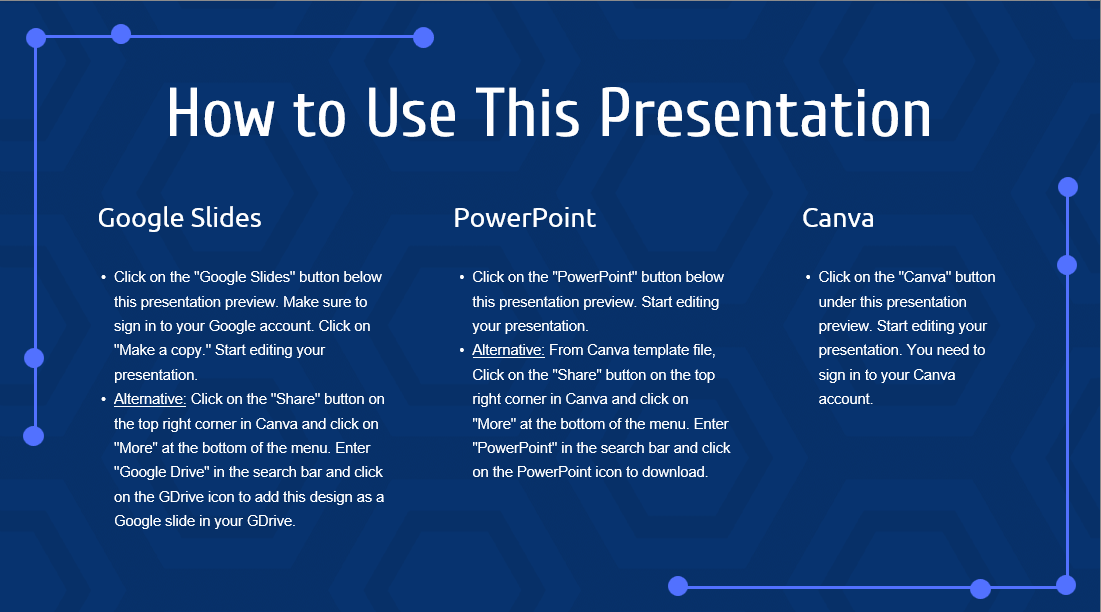 How to Use This Presentation
Google Slides
• Click on the "Google Slides" button below
this presentation preview. Make sure to
sign in to your Google account. Click on
"Make a copy." Start editing your
presentation.
• Alternative: Click on the "Share" button on
the top right corner in Canva and click on
"More" at the bottom of the menu. Enter
"Google Drive" in the search bar and click
on the GDrive icon to add this design as a
Google slide in your GDrive.
PowerPoint
• Click on the "PowerPoint" button below
this presentation preview. Start editing
your presentation.
• Alternative: From Canva template file,
Click on the "Share" button on the top
right corner in Canva and click on
"More" at the bottom of the menu. Enter
"PowerPoint" in the search bar and click
on the PowerPoint icon to download.
Canva
• Click on the "Canva" button
under this presentation
preview. Start editing your
presentation. You need to
sign in to your Canva
account.